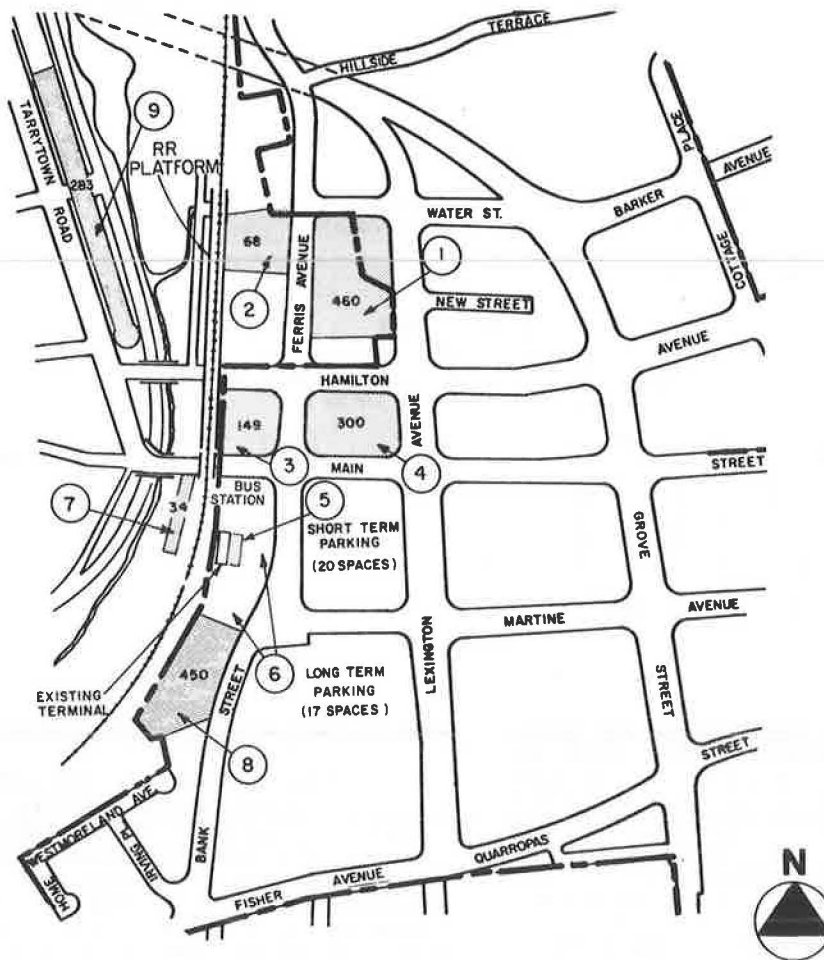 HILLSIDE TERRACE
TARRYTOWN ROAD
9
283
RR
PLATFORM
PLACE
AVENUE
BARKER
WATER ST.
COTTAGE
68
2
FERRIS AVENUE
1
460
NEW STREET
AVENUE
HAMILTON
149
3
300
4
AVENUE
MAIN
STREET
7
34
BUS
STATION
5
SHORT TERM
PARKING
(20 SPACES)
GROVE
MARTINE
AVENUE
LEXINGTON
6
450
LONG TERM
PARKING
(17 SPACES)
EXISTING
TERMINAL
8
STREET
STREET
STREET
WESTMORELAND AVE.
HOME
IRVING PL.
BANK
FISHER AVENUE
QUARROPAS
N